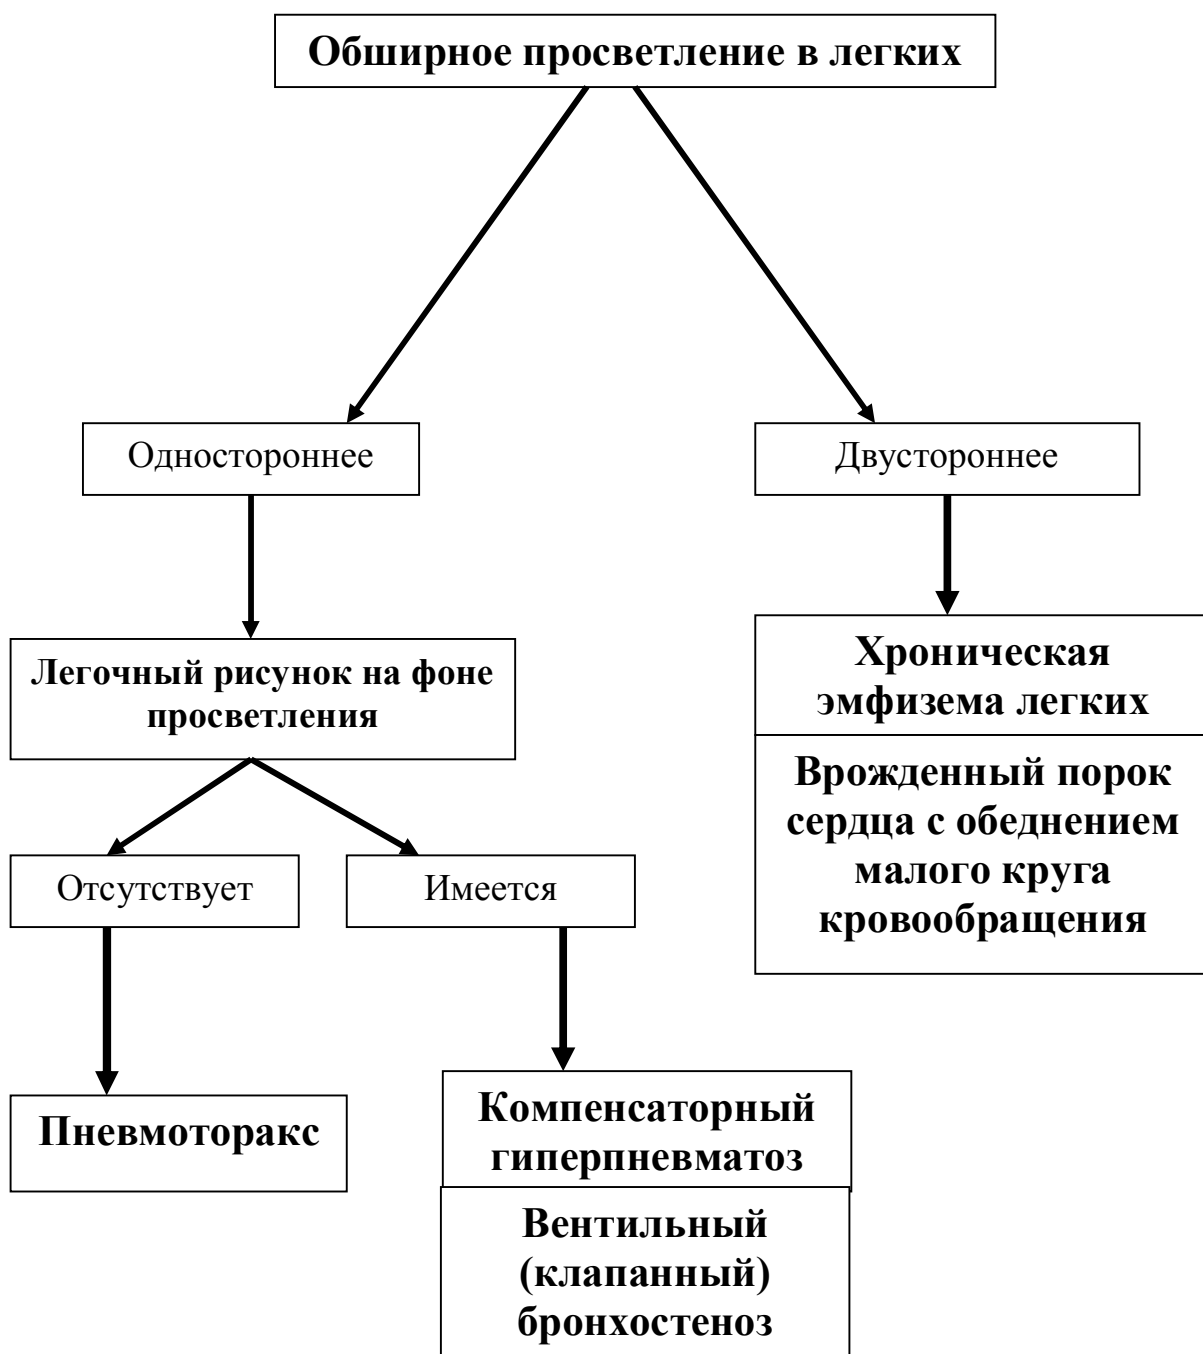 Обширное просветление в легких
Одностороннее
Двустороннее
Легочный рисунок на фоне
просветления
Хроническая
эмфизема легких
Врожденный порок
сердца с обеднением
малого круга
кровообращения
Отсутствует
Имеется
Пневмоторакс
Компенсаторный
гиперпневматоз
Вентильный
(клапанный)
бронхостеноз